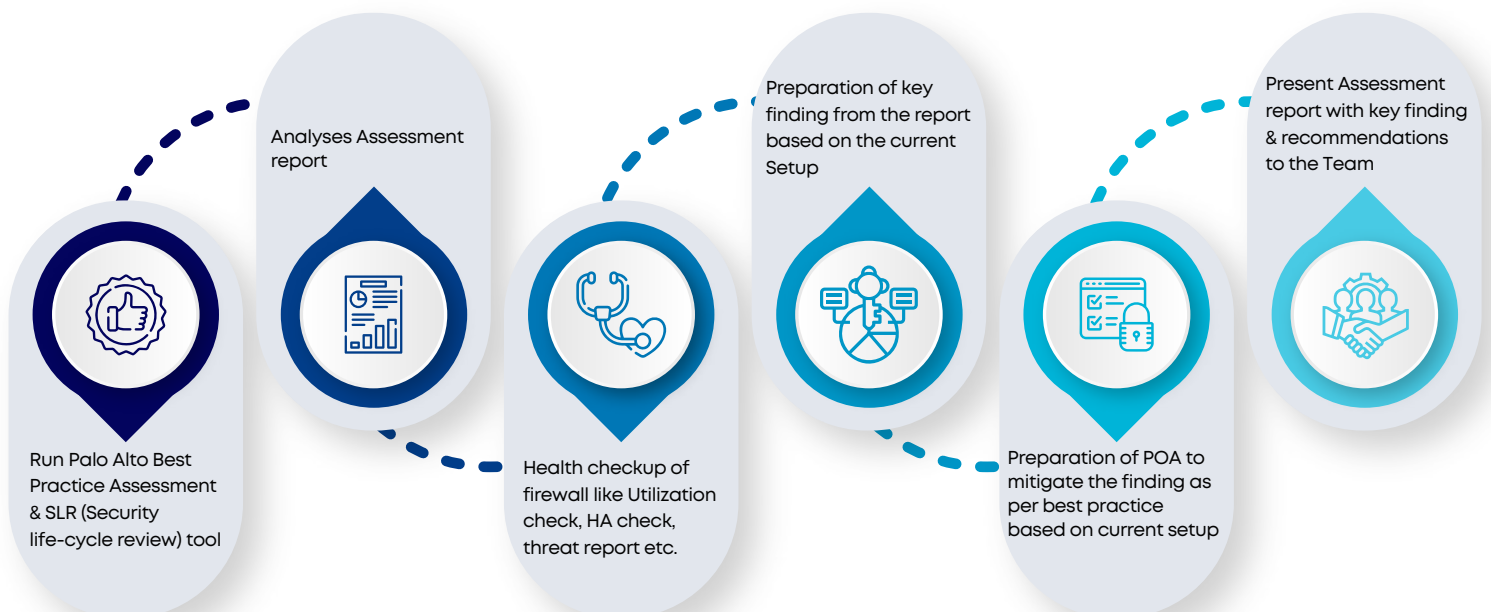 Run Palo Alto Best
Practice Assessment
& SLR (Security
life-cycle review) tool
Analyses Assessment
report
Health checkup of
firewall like Utilization
check, HA check,
threat report etc.
Preparation of key
finding from the report
based on the current
Setup
Preparation of POA to
mitigate the finding as
per best practice
based on current setup
Present Assessment
report with key finding
& recommendations
to the Team